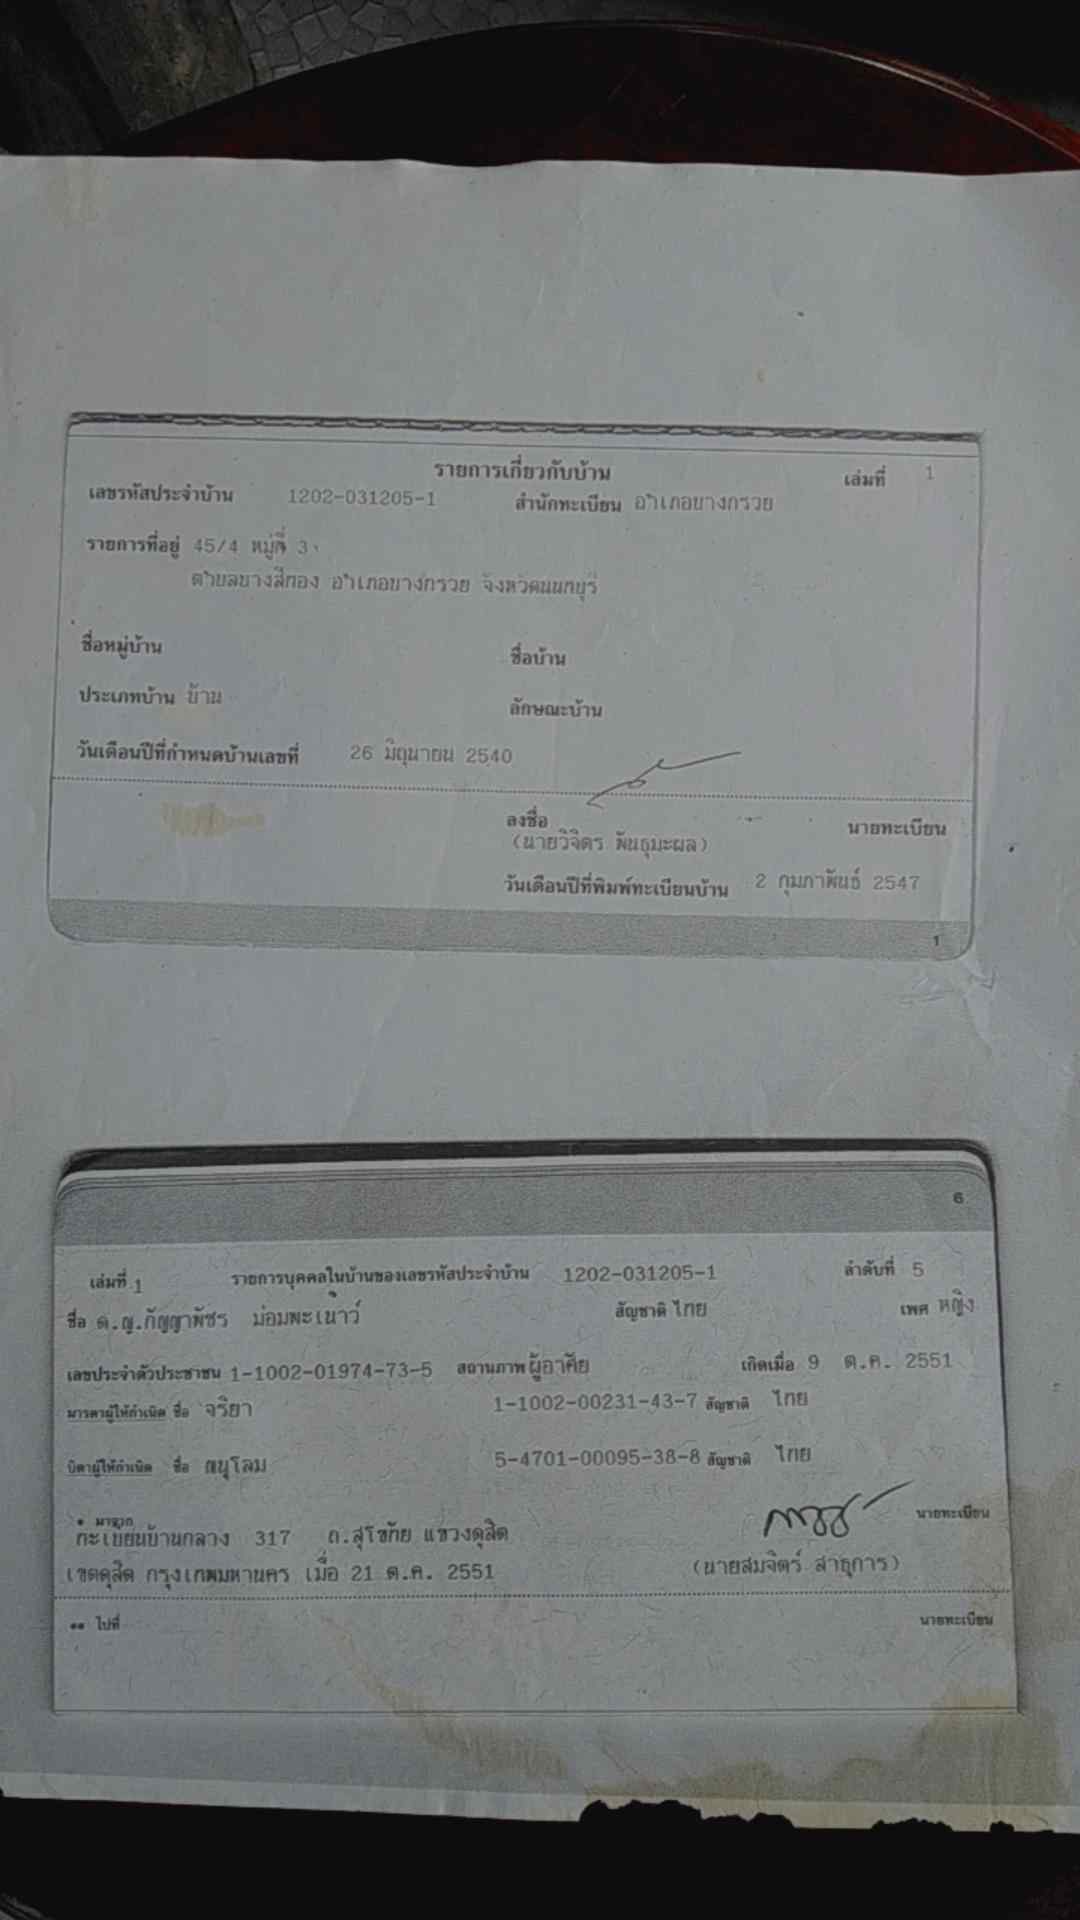 รายการเกี่ยวกับบ้าน เล่มที่ 1
เลขรหัสประจำบ้าน 1202-031205-1 สำนักทะเบียน อำเภอบางกรวย
รายการที่อยู่ 45/4 หมู่ที่ 3
ตำบลบางสีทอง อำเภอบางกรวย จังหวัดนนทบุรี
ชื่อหมู่บ้าน ชื่อบ้าน
ประเภทบ้าน บ้าน ลักษณะบ้าน
วันเดือนปีที่กำหนดบ้านเลขที่ 26 มิถุนายน 2540
ลงชื่อ นายทะเบียน
(นายวิจิตร พันธุมะผล)
วันเดือนปีที่พิมพ์ทะเบียนบ้าน 2 กุมภาพันธ์ 2547
1
6
เล่มที่ 1 รายการบุคคลในบ้านของเลขรหัสประจำบ้าน 1202-031205-1 ลำดับที่ 5
ชื่อ ด.ญ.กัญญาพัชร ม่อมพะเนาว์ สัญชาติ ไทย เพศ หญิง
เลขประจำตัวประชาชน 1-1002-01974-73-5 สถานภาพ ผู้อาศัย เกิดเมื่อ 9 ต.ค. 2551
มารดาผู้ให้กำเนิด ชื่อ จริยา 1-1002-00231-43-7 สัญชาติ ไทย
บิดาผู้ให้กำเนิด ชื่อ อนุโลม 5-4701-00095-38-8 สัญชาติ ไทย
* มาจาก นายทะเบียน
ทะเบียนบ้านกลาง 317 ถ.สุโขทัย แขวงดุสิต
เขตดุสิต กรุงเทพมหานคร เมื่อ 21 ต.ค. 2551 (นายสมจิตร์ สาธุการ)
** ไปที่ นายทะเบียน